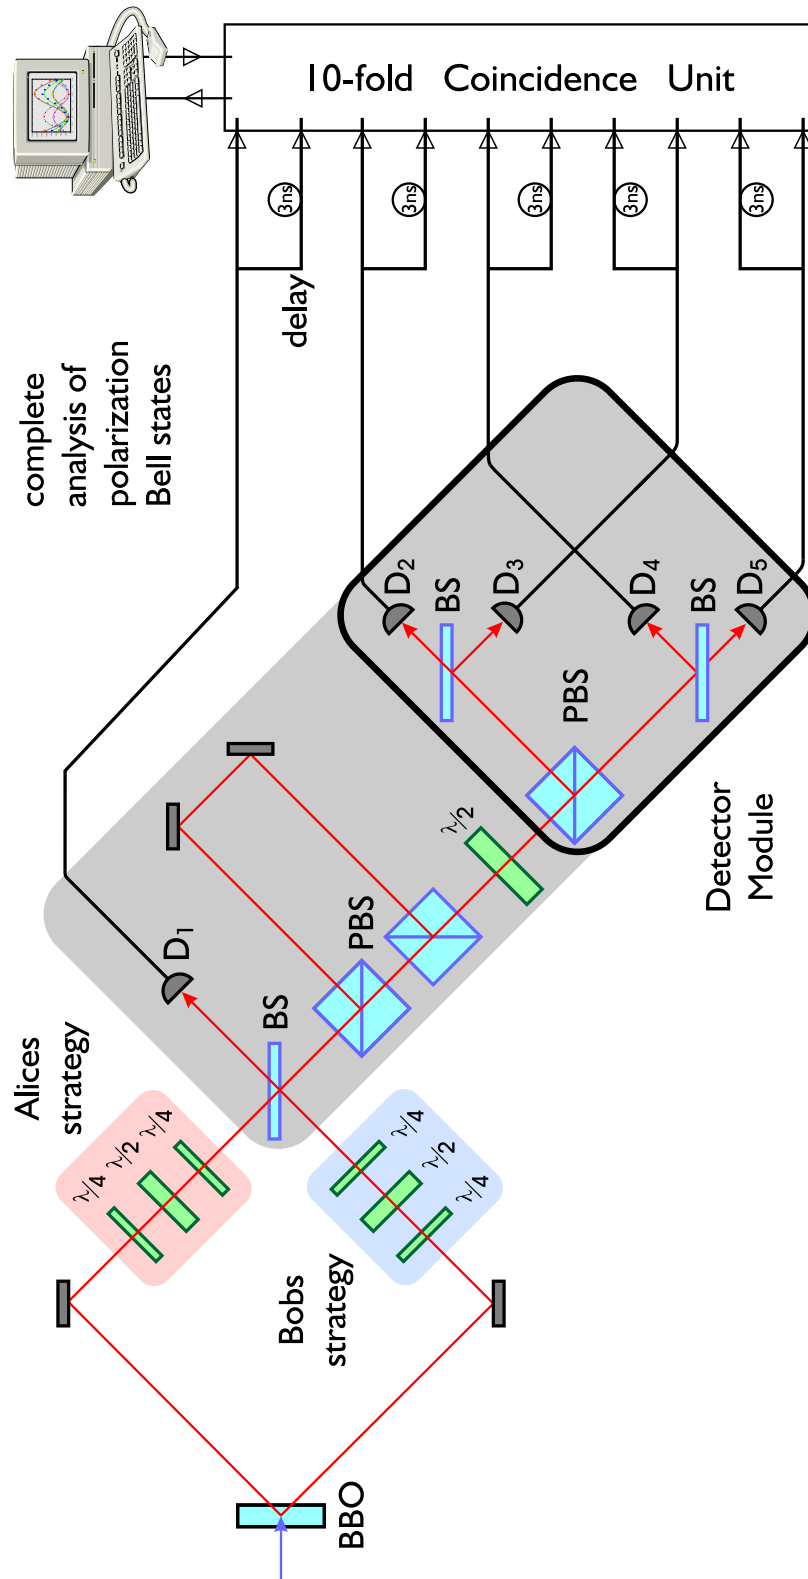 10-fold Coincidence Unit
3ns
3ns
3ns
3ns
3ns
delay
complete
analysis of
polarization
Bell states
D2
BS
D3
D4
BS
D5
PBS
Detector
Module
λ/2
PBS
D1
BS
Alices
strategy
λ/4
λ/2
λ/4
λ/4
λ/2
λ/4
Bobs
strategy
BBO